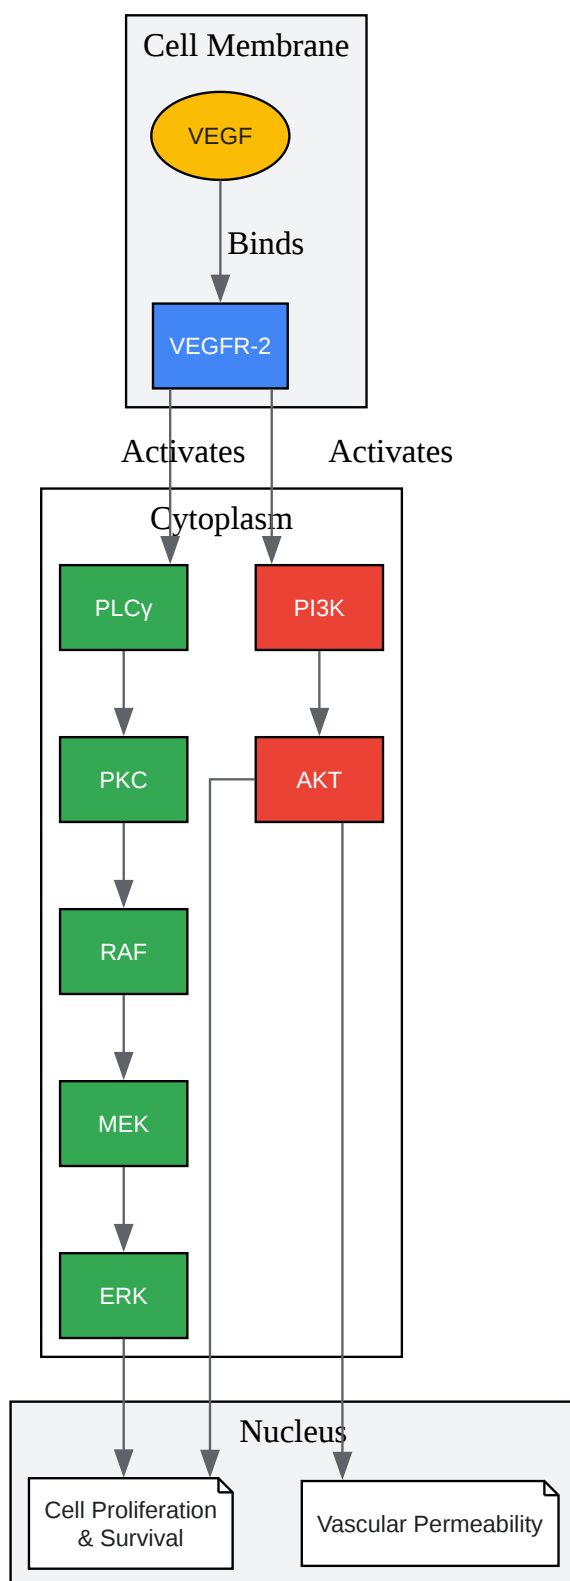 Cell Membrane
VEGF
Binds
VEGFR-2
Activates
Activates
Cytoplasm
PLCγ
PI3K
PKC
AKT
RAF
MEK
ERK
Nucleus
Cell Proliferation
& Survival
Vascular Permeability